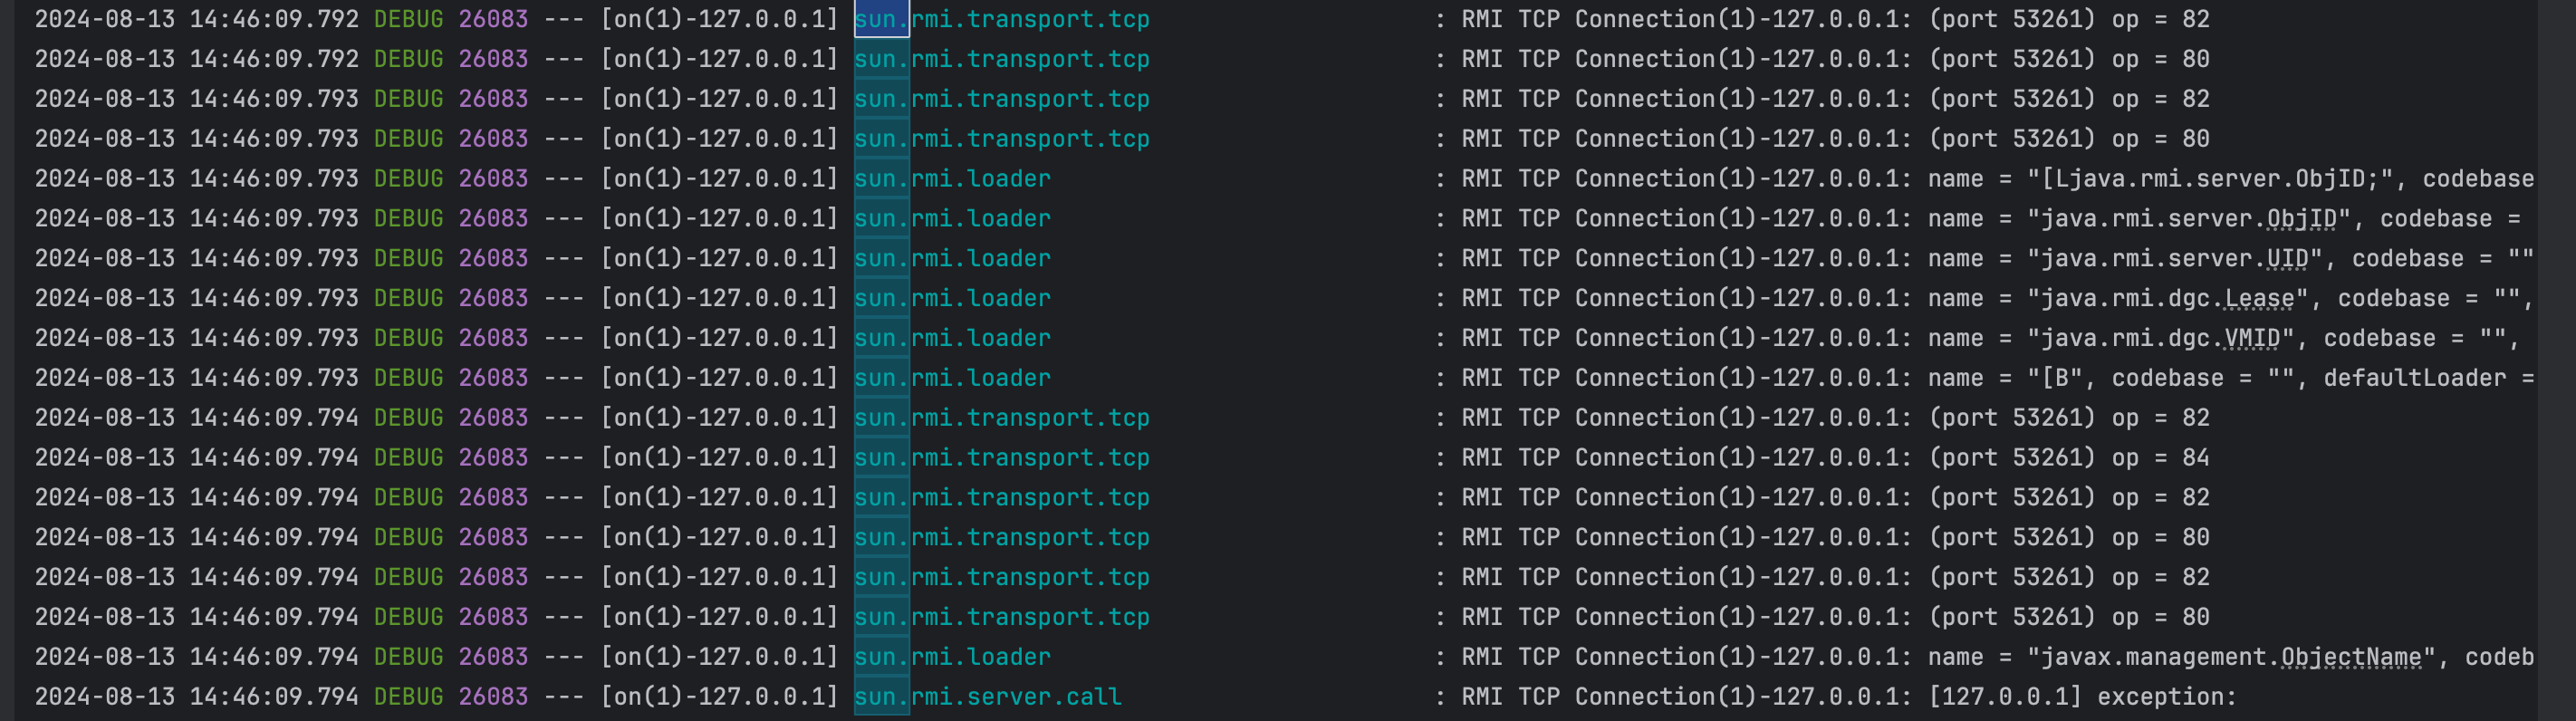 2024-08-13 14:46:09.792 DEBUG 26083 --- [on(1)-127.0.0.1] sun.rmi.transport.tcp : RMI TCP Connection(1)-127.0.0.1: (port 53261) op = 82
2024-08-13 14:46:09.792 DEBUG 26083 --- [on(1)-127.0.0.1] sun.rmi.transport.tcp : RMI TCP Connection(1)-127.0.0.1: (port 53261) op = 80
2024-08-13 14:46:09.793 DEBUG 26083 --- [on(1)-127.0.0.1] sun.rmi.transport.tcp : RMI TCP Connection(1)-127.0.0.1: (port 53261) op = 82
2024-08-13 14:46:09.793 DEBUG 26083 --- [on(1)-127.0.0.1] sun.rmi.transport.tcp : RMI TCP Connection(1)-127.0.0.1: (port 53261) op = 80
2024-08-13 14:46:09.793 DEBUG 26083 --- [on(1)-127.0.0.1] sun.rmi.loader : RMI TCP Connection(1)-127.0.0.1: name = "[Ljava.rmi.server.ObjID;", codebase
2024-08-13 14:46:09.793 DEBUG 26083 --- [on(1)-127.0.0.1] sun.rmi.loader : RMI TCP Connection(1)-127.0.0.1: name = "java.rmi.server.ObjID", codebase =
2024-08-13 14:46:09.793 DEBUG 26083 --- [on(1)-127.0.0.1] sun.rmi.loader : RMI TCP Connection(1)-127.0.0.1: name = "java.rmi.server.UID", codebase = ""
2024-08-13 14:46:09.793 DEBUG 26083 --- [on(1)-127.0.0.1] sun.rmi.loader : RMI TCP Connection(1)-127.0.0.1: name = "java.rmi.dgc.Lease", codebase = "",
2024-08-13 14:46:09.793 DEBUG 26083 --- [on(1)-127.0.0.1] sun.rmi.loader : RMI TCP Connection(1)-127.0.0.1: name = "java.rmi.dgc.VMID", codebase = "",
2024-08-13 14:46:09.793 DEBUG 26083 --- [on(1)-127.0.0.1] sun.rmi.loader : RMI TCP Connection(1)-127.0.0.1: name = "[B", codebase = "", defaultLoader =
2024-08-13 14:46:09.794 DEBUG 26083 --- [on(1)-127.0.0.1] sun.rmi.transport.tcp : RMI TCP Connection(1)-127.0.0.1: (port 53261) op = 82
2024-08-13 14:46:09.794 DEBUG 26083 --- [on(1)-127.0.0.1] sun.rmi.transport.tcp : RMI TCP Connection(1)-127.0.0.1: (port 53261) op = 84
2024-08-13 14:46:09.794 DEBUG 26083 --- [on(1)-127.0.0.1] sun.rmi.transport.tcp : RMI TCP Connection(1)-127.0.0.1: (port 53261) op = 82
2024-08-13 14:46:09.794 DEBUG 26083 --- [on(1)-127.0.0.1] sun.rmi.transport.tcp : RMI TCP Connection(1)-127.0.0.1: (port 53261) op = 80
2024-08-13 14:46:09.794 DEBUG 26083 --- [on(1)-127.0.0.1] sun.rmi.transport.tcp : RMI TCP Connection(1)-127.0.0.1: (port 53261) op = 82
2024-08-13 14:46:09.794 DEBUG 26083 --- [on(1)-127.0.0.1] sun.rmi.transport.tcp : RMI TCP Connection(1)-127.0.0.1: (port 53261) op = 80
2024-08-13 14:46:09.794 DEBUG 26083 --- [on(1)-127.0.0.1] sun.rmi.loader : RMI TCP Connection(1)-127.0.0.1: name = "javax.management.ObjectName", codeb
2024-08-13 14:46:09.794 DEBUG 26083 --- [on(1)-127.0.0.1] sun.rmi.server.call : RMI TCP Connection(1)-127.0.0.1: [127.0.0.1] exception: